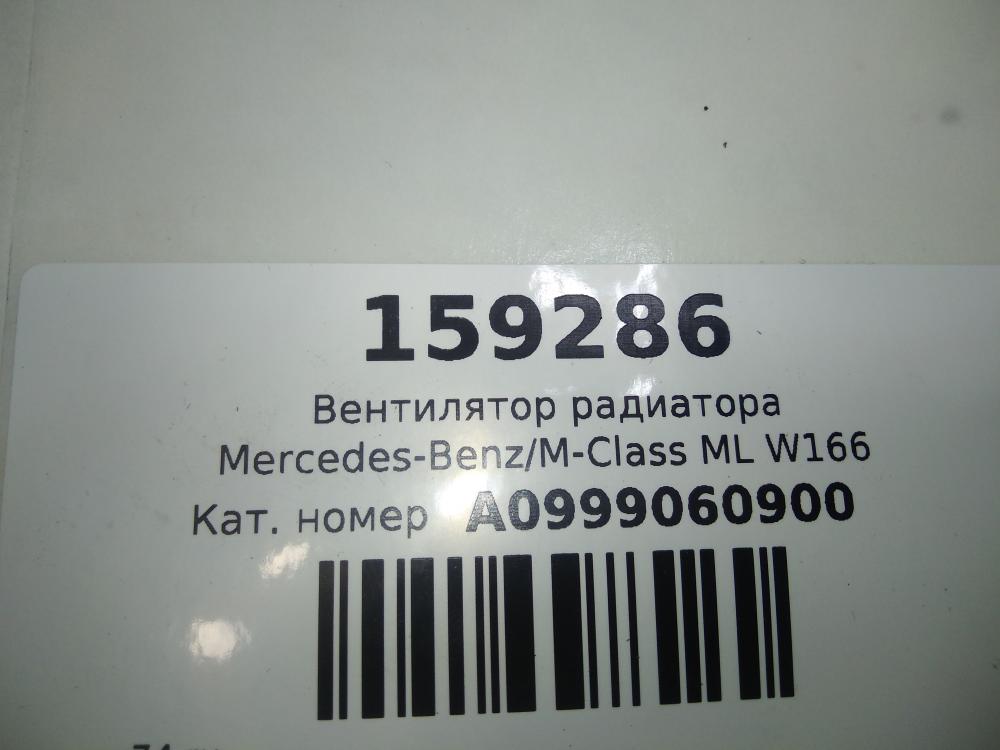 159286
Вентилятор радиатора
Mercedes-Benz/M-Class ML W166
Кат. номер A0999060900